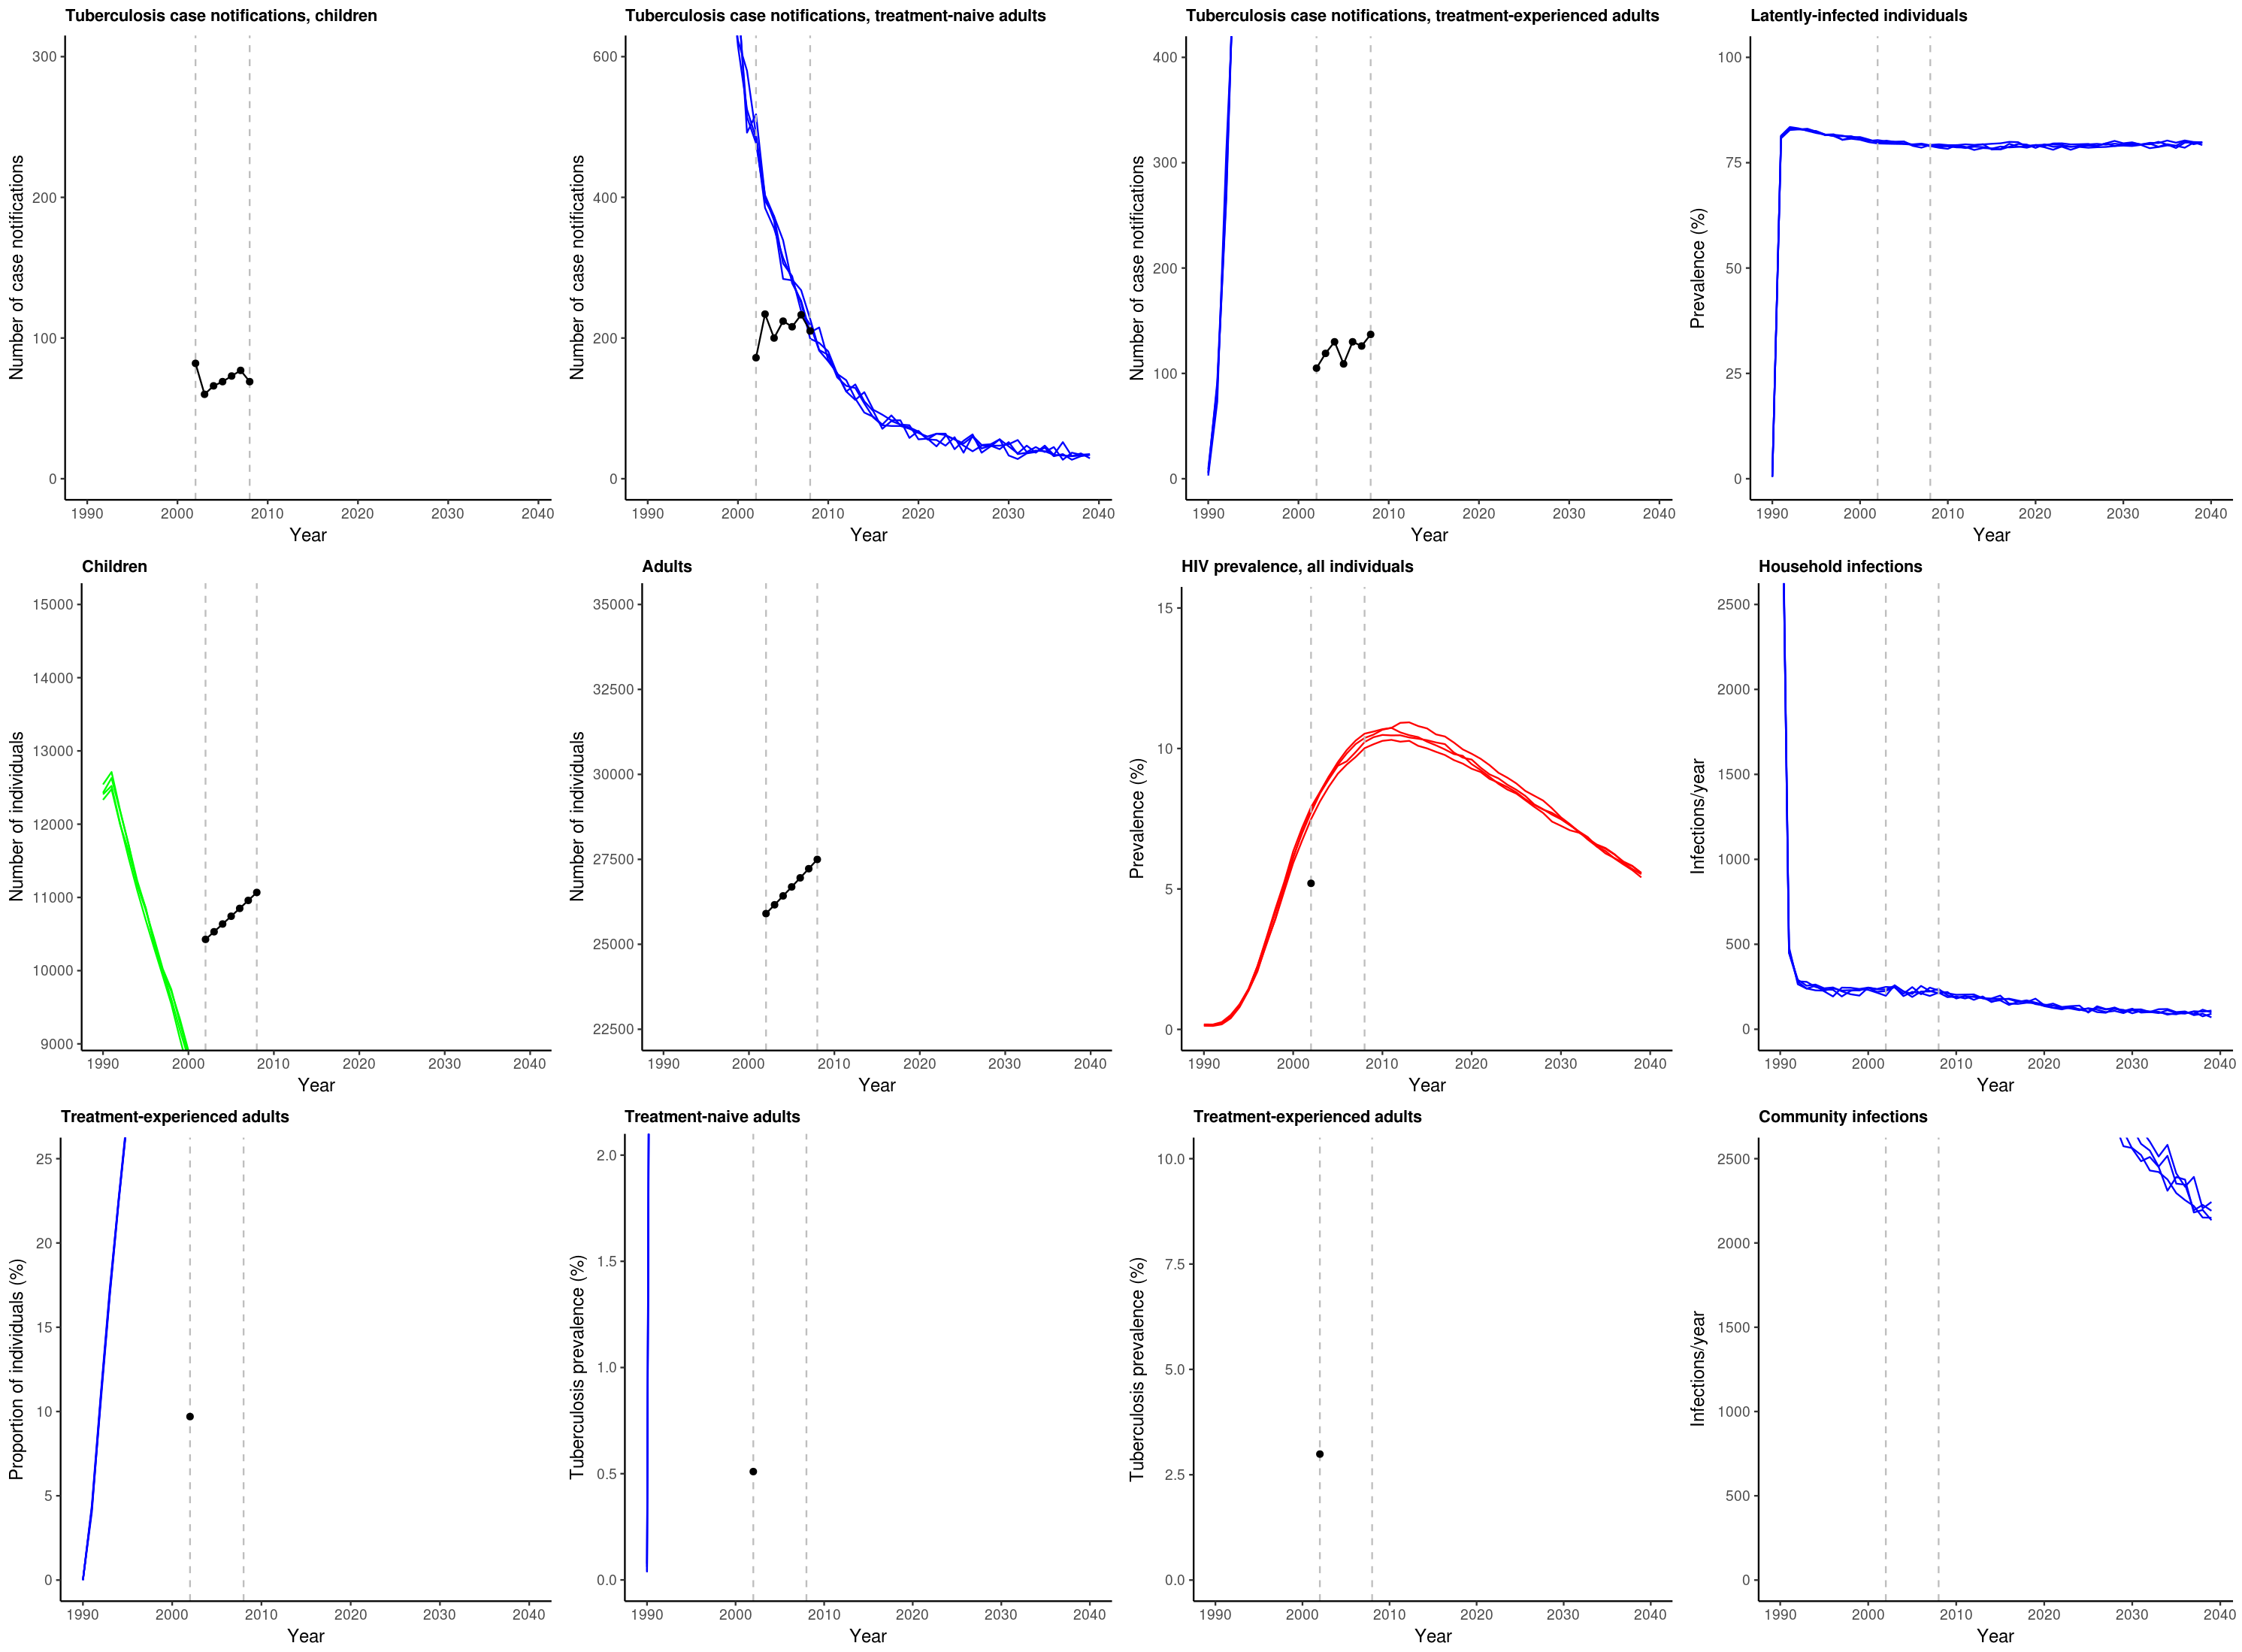 Tuberculosis case notifications, children
Number of case notifications
300
200
100
0
1990 2000 2010 2020 2030 2040
Year
Tuberculosis case notifications, treatment-naive adults
Number of case notifications
600
400
200
0
1990 2000 2010 2020 2030 2040
Year
Tuberculosis case notifications, treatment-experienced adults
Number of case notifications
400
300
200
100
0
1990 2000 2010 2020 2030 2040
Year
Latently-infected individuals
Prevalence (%)
100
75
50
25
0
1990 2000 2010 2020 2030 2040
Year
Children
Number of individuals
15000
14000
13000
12000
11000
10000
9000
1990 2000 2010 2020 2030 2040
Year
Adults
Number of individuals
35000
32500
30000
27500
25000
22500
1990 2000 2010 2020 2030 2040
Year
HIV prevalence, all individuals
Prevalence (%)
15
10
5
0
1990 2000 2010 2020 2030 2040
Year
Household infections
Infections/year
2500
2000
1500
1000
500
0
1990 2000 2010 2020 2030 2040
Year
Treatment-experienced adults
Proportion of individuals (%)
25
20
15
10
5
0
1990 2000 2010 2020 2030 2040
Year
Treatment-naive adults
Tuberculosis prevalence (%)
2.0
1.5
1.0
0.5
0.0
1990 2000 2010 2020 2030 2040
Year
Treatment-experienced adults
Tuberculosis prevalence (%)
10.0
7.5
5.0
2.5
0.0
1990 2000 2010 2020 2030 2040
Year
Community infections
Infections/year
2500
2000
1500
1000
500
0
1990 2000 2010 2020 2030 2040
Year